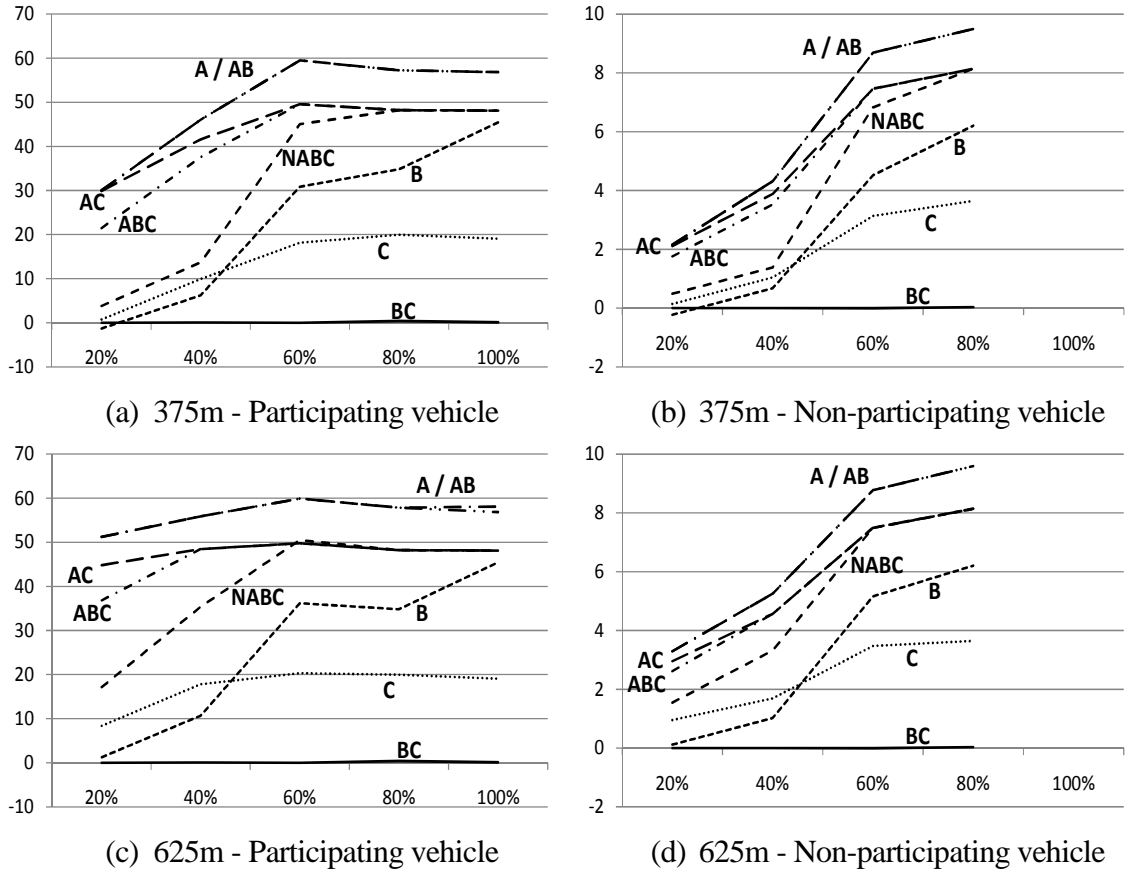 70
60
50
40
30
20
10
0
-10
20% 40% 60% 80% 100%
A / AB
AC
ABC
NABC
B
C
BC
(a) 375m - Participating vehicle
10
8
6
4
2
0
-2
20% 40% 60% 80% 100%
A / AB
AC
ABC
NABC
B
C
BC
(b) 375m - Non-participating vehicle
70
60
50
40
30
20
10
0
-10
20% 40% 60% 80% 100%
A / AB
AC
ABC
NABC
B
C
BC
(c) 625m - Participating vehicle
10
8
6
4
2
0
-2
20% 40% 60% 80% 100%
A / AB
AC
ABC
NABC
B
C
BC
(d) 625m - Non-participating vehicle